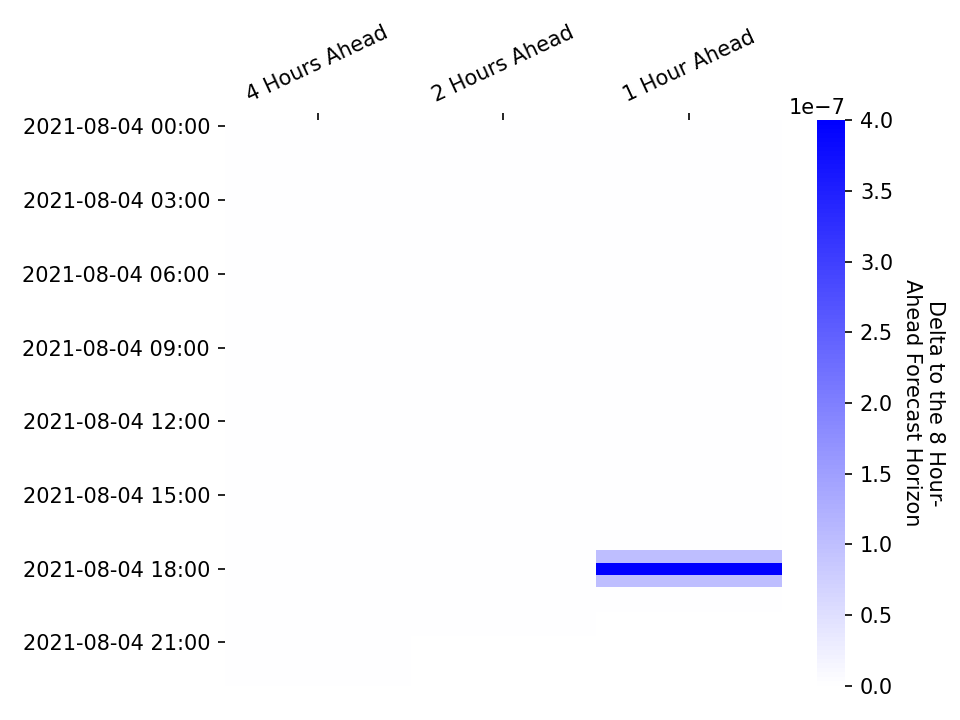 4 Hours Ahead
2 Hours Ahead
1 Hour Ahead
1e−7
2021-08-04 00:00
2021-08-04 03:00
2021-08-04 06:00
2021-08-04 09:00
2021-08-04 12:00
2021-08-04 15:00
2021-08-04 18:00
2021-08-04 21:00
4.0
3.5
3.0
2.5
2.0
1.5
1.0
0.5
0.0
Delta to the 8 Hour-
Ahead Forecast Horizon